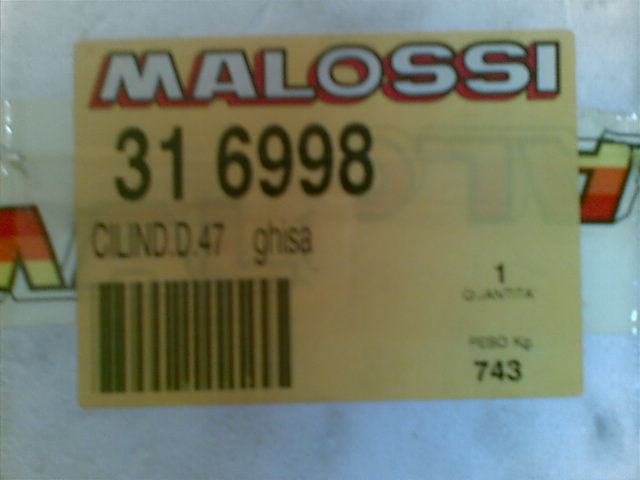 MALOSSI
31 6998
CILIND.D.47 ghisa
1
QUANTITA'
PESO Kg.
743